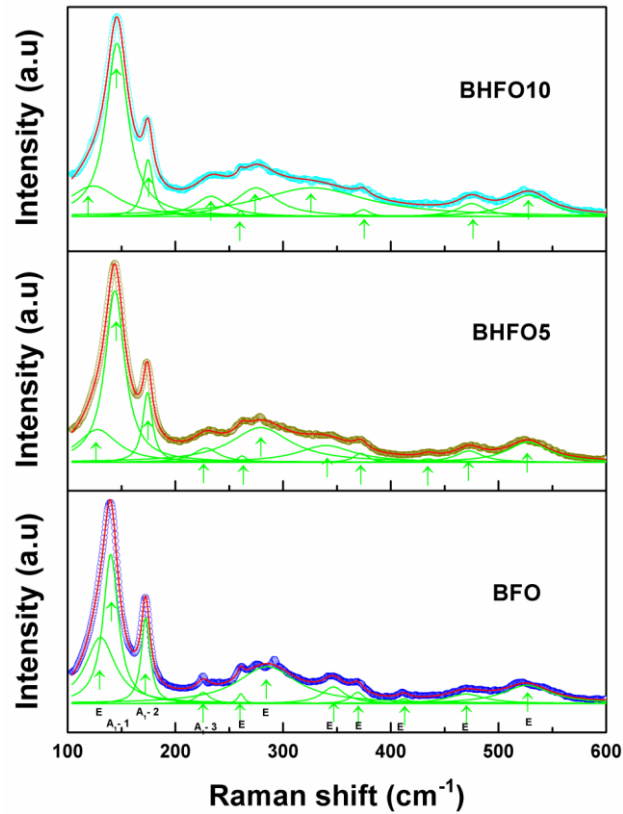 Intensity (a.u)
BHFO10
Intensity (a.u)
BHFO5
Intensity (a.u)
BFO
E
A₁-1
A₁-2
A₁-3
E
E
E
E
E
E
E
100 200 300 400 500 600
Raman shift (cm⁻¹)